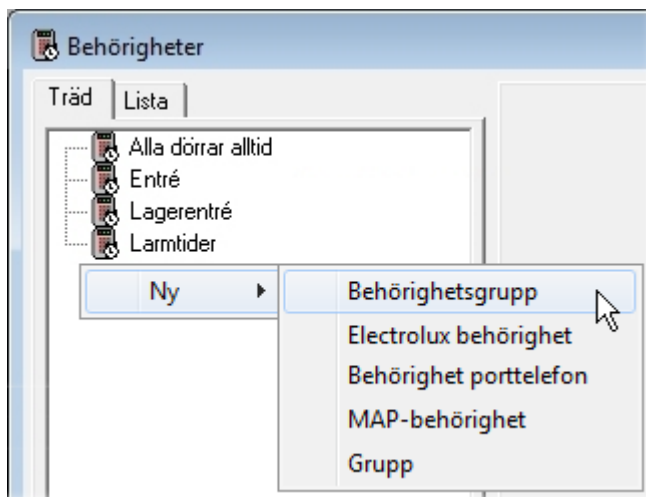 Behörigheter
Träd Lista
Alla dörrar alltid
Entré
Lagerentré
Larmtider
Ny Behörighetsgrupp
Electrolux behörighet
Behörighet porttelefon
MAP-behörighet
Grupp